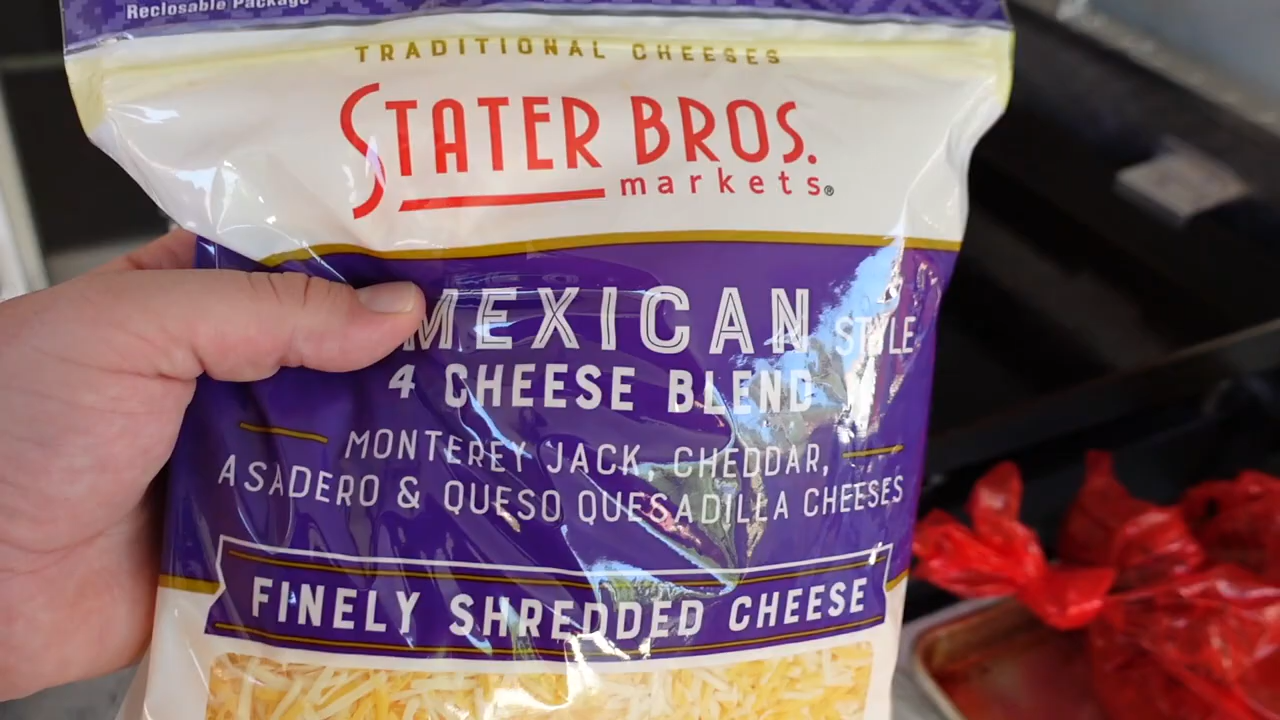 Reclosable Package
TRADITIONAL CHEESES
STATER BROS.
markets®
MEXICAN STYLE
4 CHEESE BLEND
MONTEREY JACK, CHEDDAR,
ASADERO & QUESO QUESADILLA CHEESES
FINELY SHREDDED CHEESE